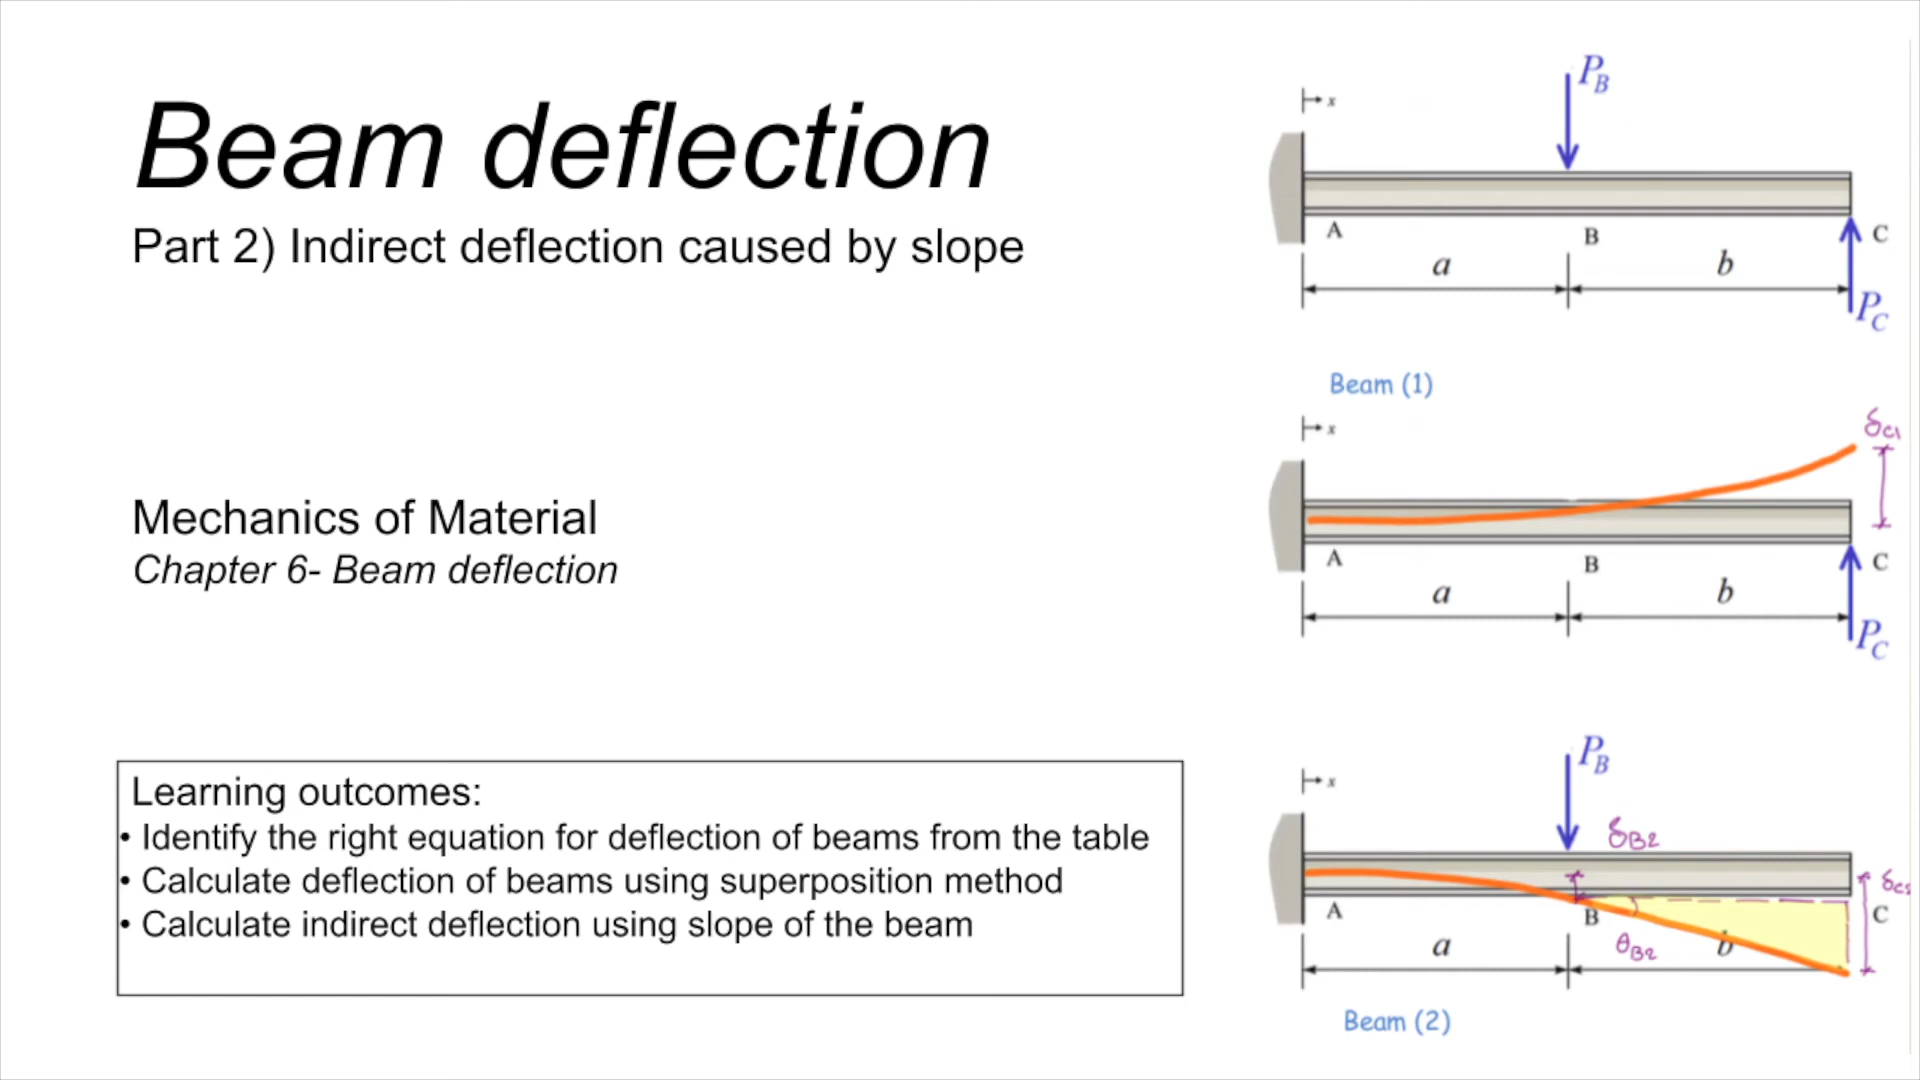 Beam deflection
Part 2) Indirect deflection caused by slope
Mechanics of Material
Chapter 6- Beam deflection
Learning outcomes:
• Identify the right equation for deflection of beams from the table
• Calculate deflection of beams using superposition method
• Calculate indirect deflection using slope of the beam
P_B
x
A B C
a b
P_C
Beam (1)
δ_C1
x
A B C
a b
P_C
P_B
x
δ_B2
δ_C2
A B C
θ_B2
a b
Beam (2)